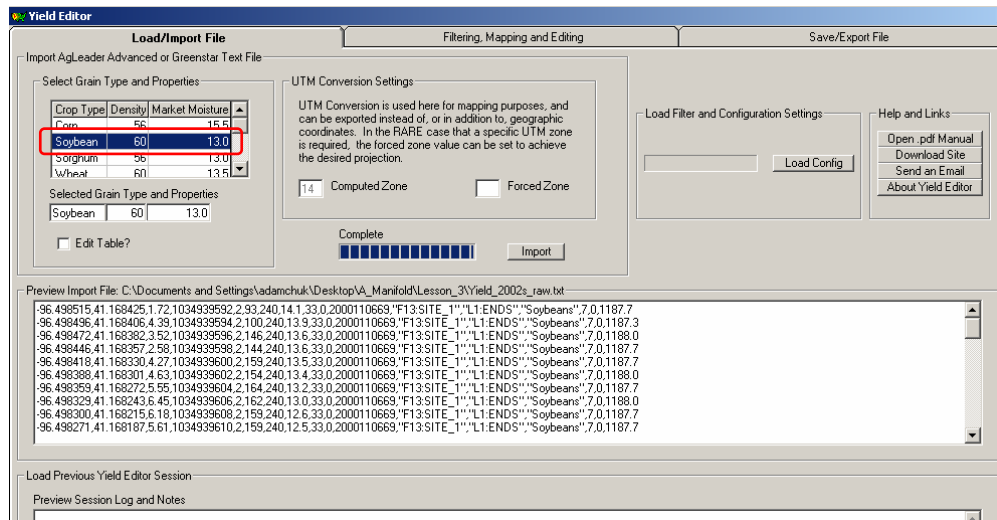 Yield Editor
Load/Import File
Filtering, Mapping and Editing
Save/Export File
Import AgLeader Advanced or Greenstar Text File
Select Grain Type and Properties
Crop Type Density Market Moisture
Corn 56 15.5
Soybean 60 13.0
Sorghum 56 13.0
Wheat 60 13.5
Selected Grain Type and Properties
Soybean 60 13.0
Edit Table?
UTM Conversion Settings
UTM Conversion is used here for mapping purposes, and
can be exported instead of, or in addition to, geographic
coordinates. In the RARE case that a specific UTM zone
is required, the forced zone value can be set to achieve
the desired projection.
14 Computed Zone
Forced Zone
Complete
Import
Load Filter and Configuration Settings
Load Config
Help and Links
Open .pdf Manual
Download Site
Send an Email
About Yield Editor
Preview Import File: C:\Documents and Settings\adamchuk\Desktop\A_Manifold\Lesson_3\Yield_2002s_raw.txt
-96.498515,41.168425,1.72,1034939592,2,93,240,14.1,33,0,2000110669,"F13:SITE_1","L1:ENDS","Soybeans",7,0,1187.7
-96.498496,41.168406,4.39,1034939594,2,100,240,13.9,33,0,2000110669,"F13:SITE_1","L1:ENDS","Soybeans",7,0,1187.3
-96.498472,41.168382,3.52,1034939596,2,146,240,13.6,33,0,2000110669,"F13:SITE_1","L1:ENDS","Soybeans",7,0,1188.0
-96.498446,41.168357,2.58,1034939598,2,144,240,13.6,33,0,2000110669,"F13:SITE_1","L1:ENDS","Soybeans",7,0,1187.7
-96.498418,41.168330,4.27,1034939600,2,159,240,13.5,33,0,2000110669,"F13:SITE_1","L1:ENDS","Soybeans",7,0,1187.7
-96.498388,41.168301,4.63,1034939602,2,154,240,13.4,33,0,2000110669,"F13:SITE_1","L1:ENDS","Soybeans",7,0,1188.0
-96.498359,41.168272,5.55,1034939604,2,164,240,13.2,33,0,2000110669,"F13:SITE_1","L1:ENDS","Soybeans",7,0,1187.7
-96.498329,41.168243,6.45,1034939606,2,162,240,13.0,33,0,2000110669,"F13:SITE_1","L1:ENDS","Soybeans",7,0,1188.0
-96.498300,41.168215,6.18,1034939608,2,159,240,12.6,33,0,2000110669,"F13:SITE_1","L1:ENDS","Soybeans",7,0,1187.7
-96.498271,41.168187,5.61,1034939610,2,159,240,12.5,33,0,2000110669,"F13:SITE_1","L1:ENDS","Soybeans",7,0,1187.7
Load Previous Yield Editor Session
Preview Session Log and Notes